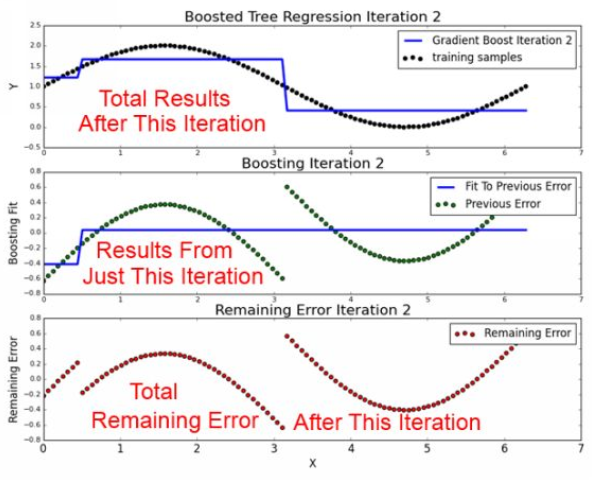 Boosted Tree Regression Iteration 2
2.5
2.0
1.5
1.0
0.5
0.0
−0.5
Y
Gradient Boost Iteration 2
training samples
Total Results
After This Iteration
0 1 2 3 4 5 6 7
Boosting Iteration 2
0.8
0.6
0.4
0.2
0.0
−0.2
−0.4
−0.6
−0.8
Boosting Fit
Fit To Previous Error
Previous Error
Results From
Just This Iteration
0 1 2 3 4 5 6 7
Remaining Error Iteration 2
0.8
0.6
0.4
0.2
0.0
−0.2
−0.4
−0.6
−0.8
Remaining Error
Remaining Error
Total
Remaining Error After This Iteration
0 1 2 3 4 5 6 7
X